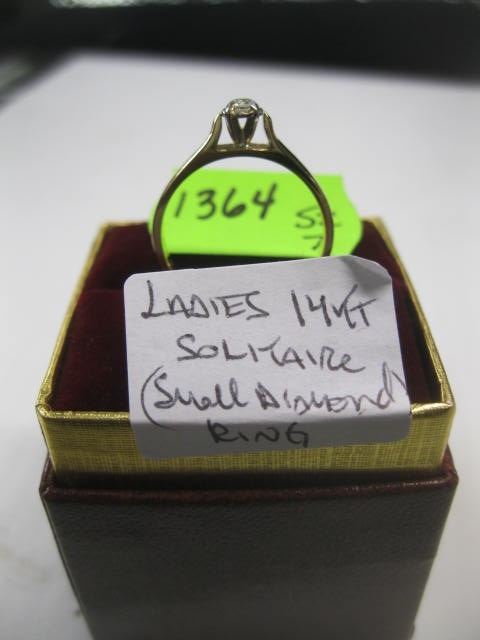 1364
LADIES 14KT
SOLITAIRE
(Small DIAMOND)
RING